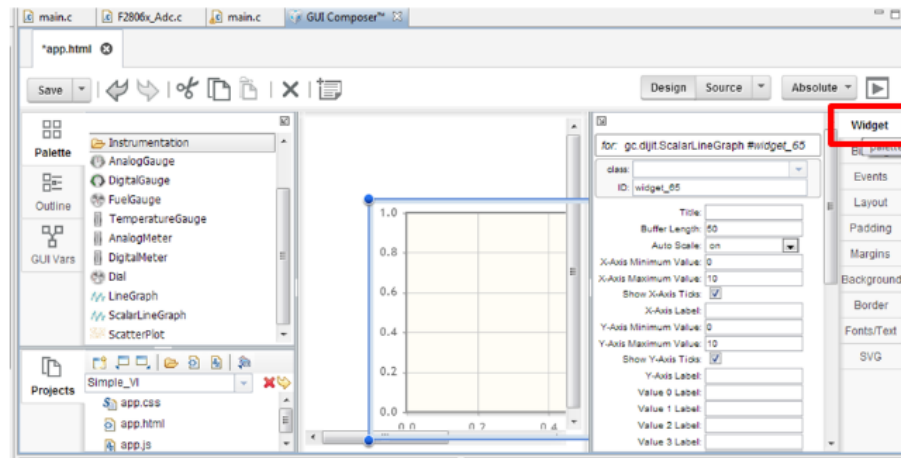 main.c
F2806x_Adc.c
main.c
GUI Composer™
*app.html
Save
Design
Source
Absolute
Palette
Outline
GUI Vars
Instrumentation
AnalogGauge
DigitalGauge
FuelGauge
TemperatureGauge
AnalogMeter
DigitalMeter
Dial
LineGraph
ScalarLineGraph
ScatterPlot
Projects
Simple_VI
app.css
app.html
app.js
1.0
0.8
0.6
0.4
0.2
0.0
0.0 0.2 0.4
for: gc.dijit.ScalarLineGraph #widget_65
class:
ID: widget_65
Title:
Buffer Length: 50
Auto Scale: on
X-Axis Minimum Value: 0
X-Axis Maximum Value: 10
Show X-Axis Ticks:
X-Axis Label:
Y-Axis Minimum Value: 0
Y-Axis Maximum Value: 10
Show Y-Axis Ticks:
Y-Axis Label:
Value 0 Label:
Value 1 Label:
Value 2 Label:
Value 3 Label:
Widget
Events
Layout
Padding
Margins
Background
Border
Fonts/Text
SVG